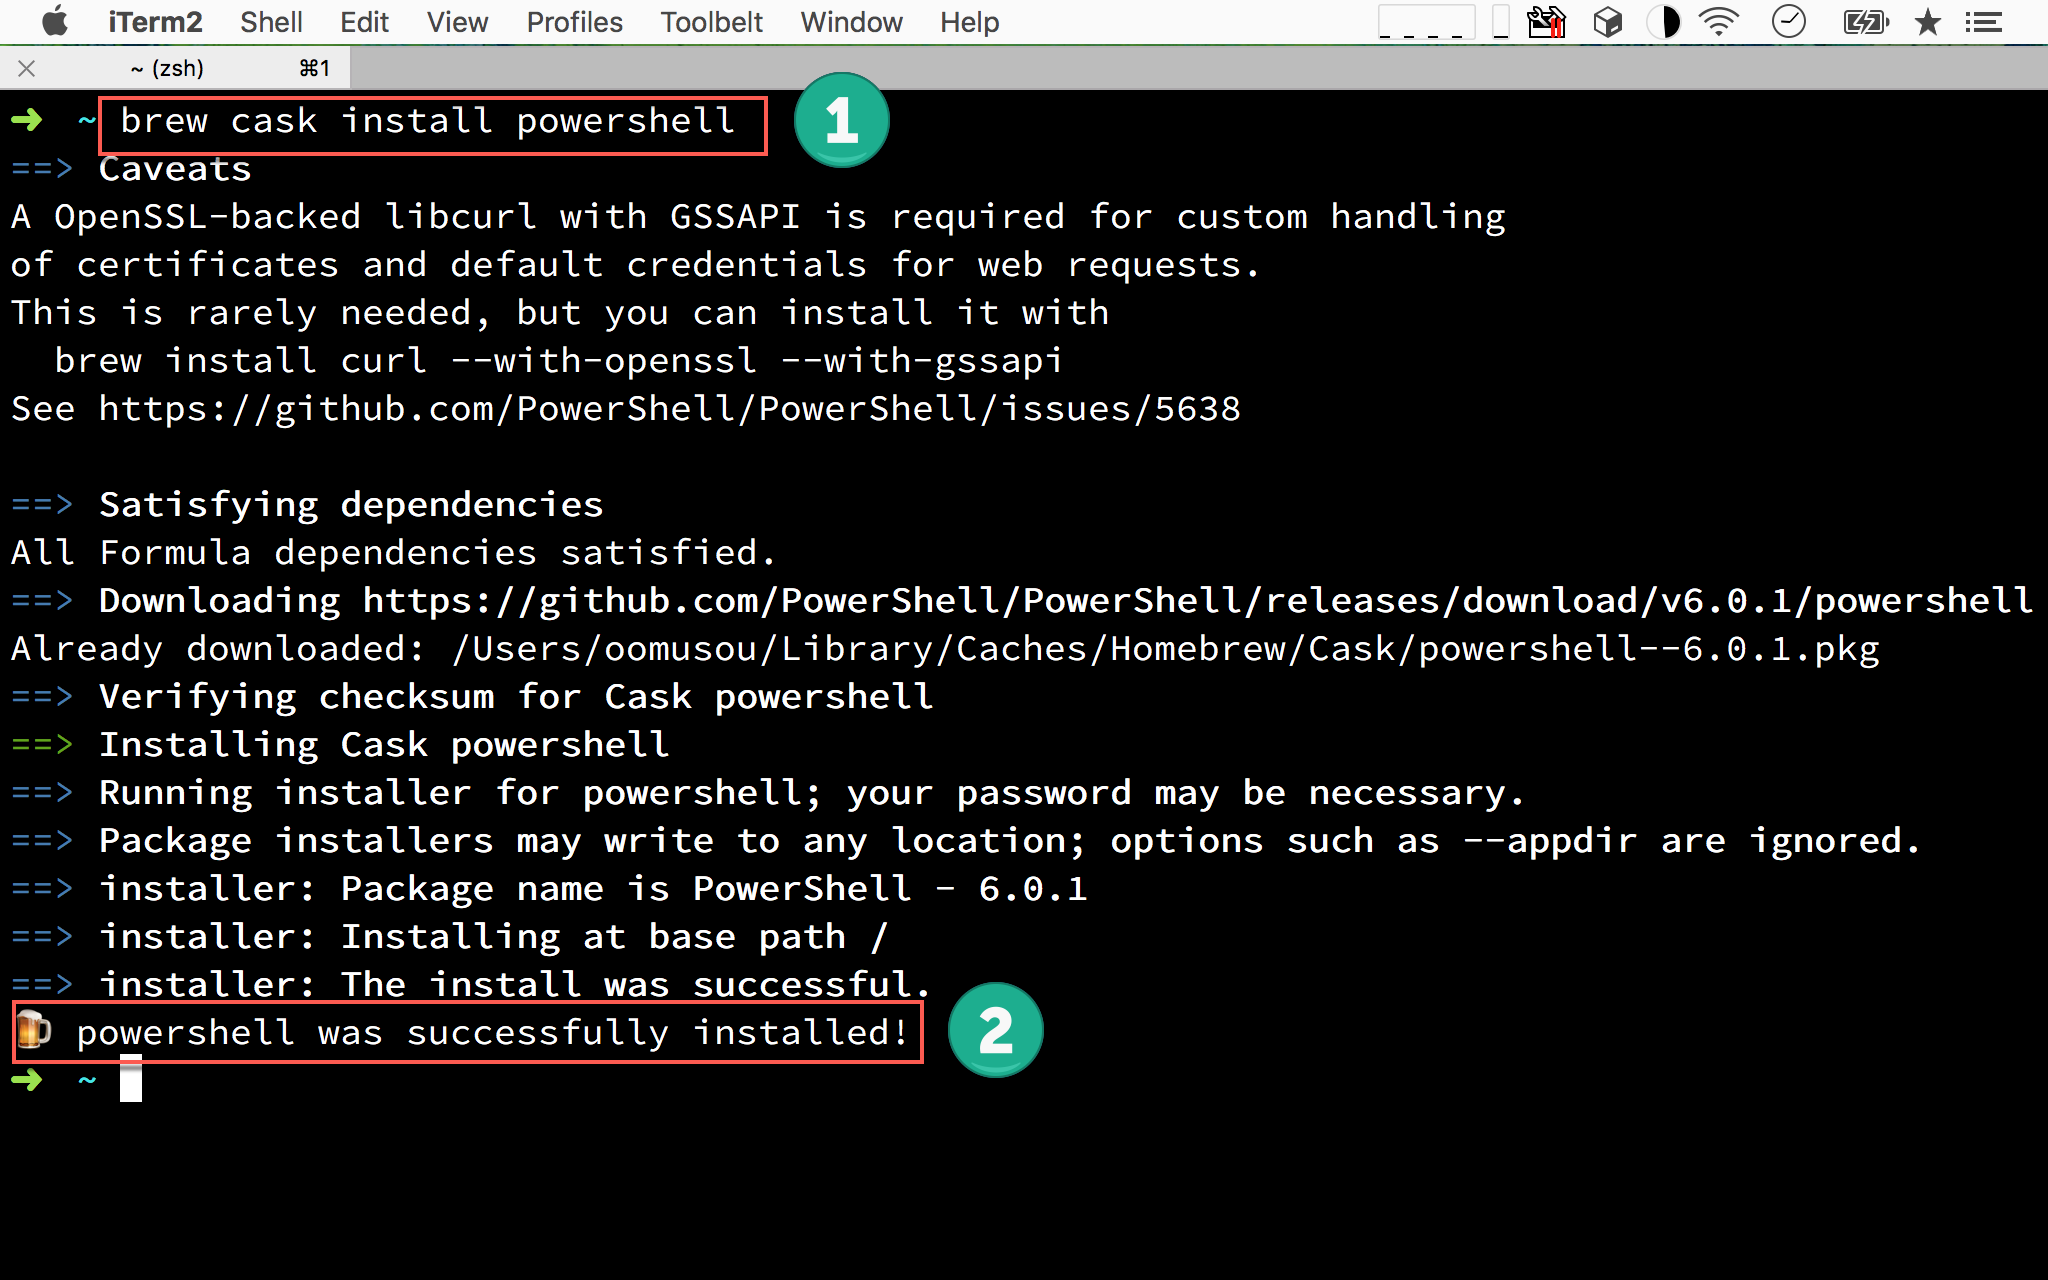 iTerm2 Shell Edit View Profiles Toolbelt Window Help
~ (zsh) ⌘1
➜ ~ brew cask install powershell
1
==> Caveats
A OpenSSL-backed libcurl with GSSAPI is required for custom handling
of certificates and default credentials for web requests.
This is rarely needed, but you can install it with
  brew install curl --with-openssl --with-gssapi
See https://github.com/PowerShell/PowerShell/issues/5638
==> Satisfying dependencies
All Formula dependencies satisfied.
==> Downloading https://github.com/PowerShell/PowerShell/releases/download/v6.0.1/powershell
Already downloaded: /Users/oomusou/Library/Caches/Homebrew/Cask/powershell--6.0.1.pkg
==> Verifying checksum for Cask powershell
==> Installing Cask powershell
==> Running installer for powershell; your password may be necessary.
==> Package installers may write to any location; options such as --appdir are ignored.
==> installer: Package name is PowerShell - 6.0.1
==> installer: Installing at base path /
==> installer: The install was successful.
🍺 powershell was successfully installed!
2
➜ ~